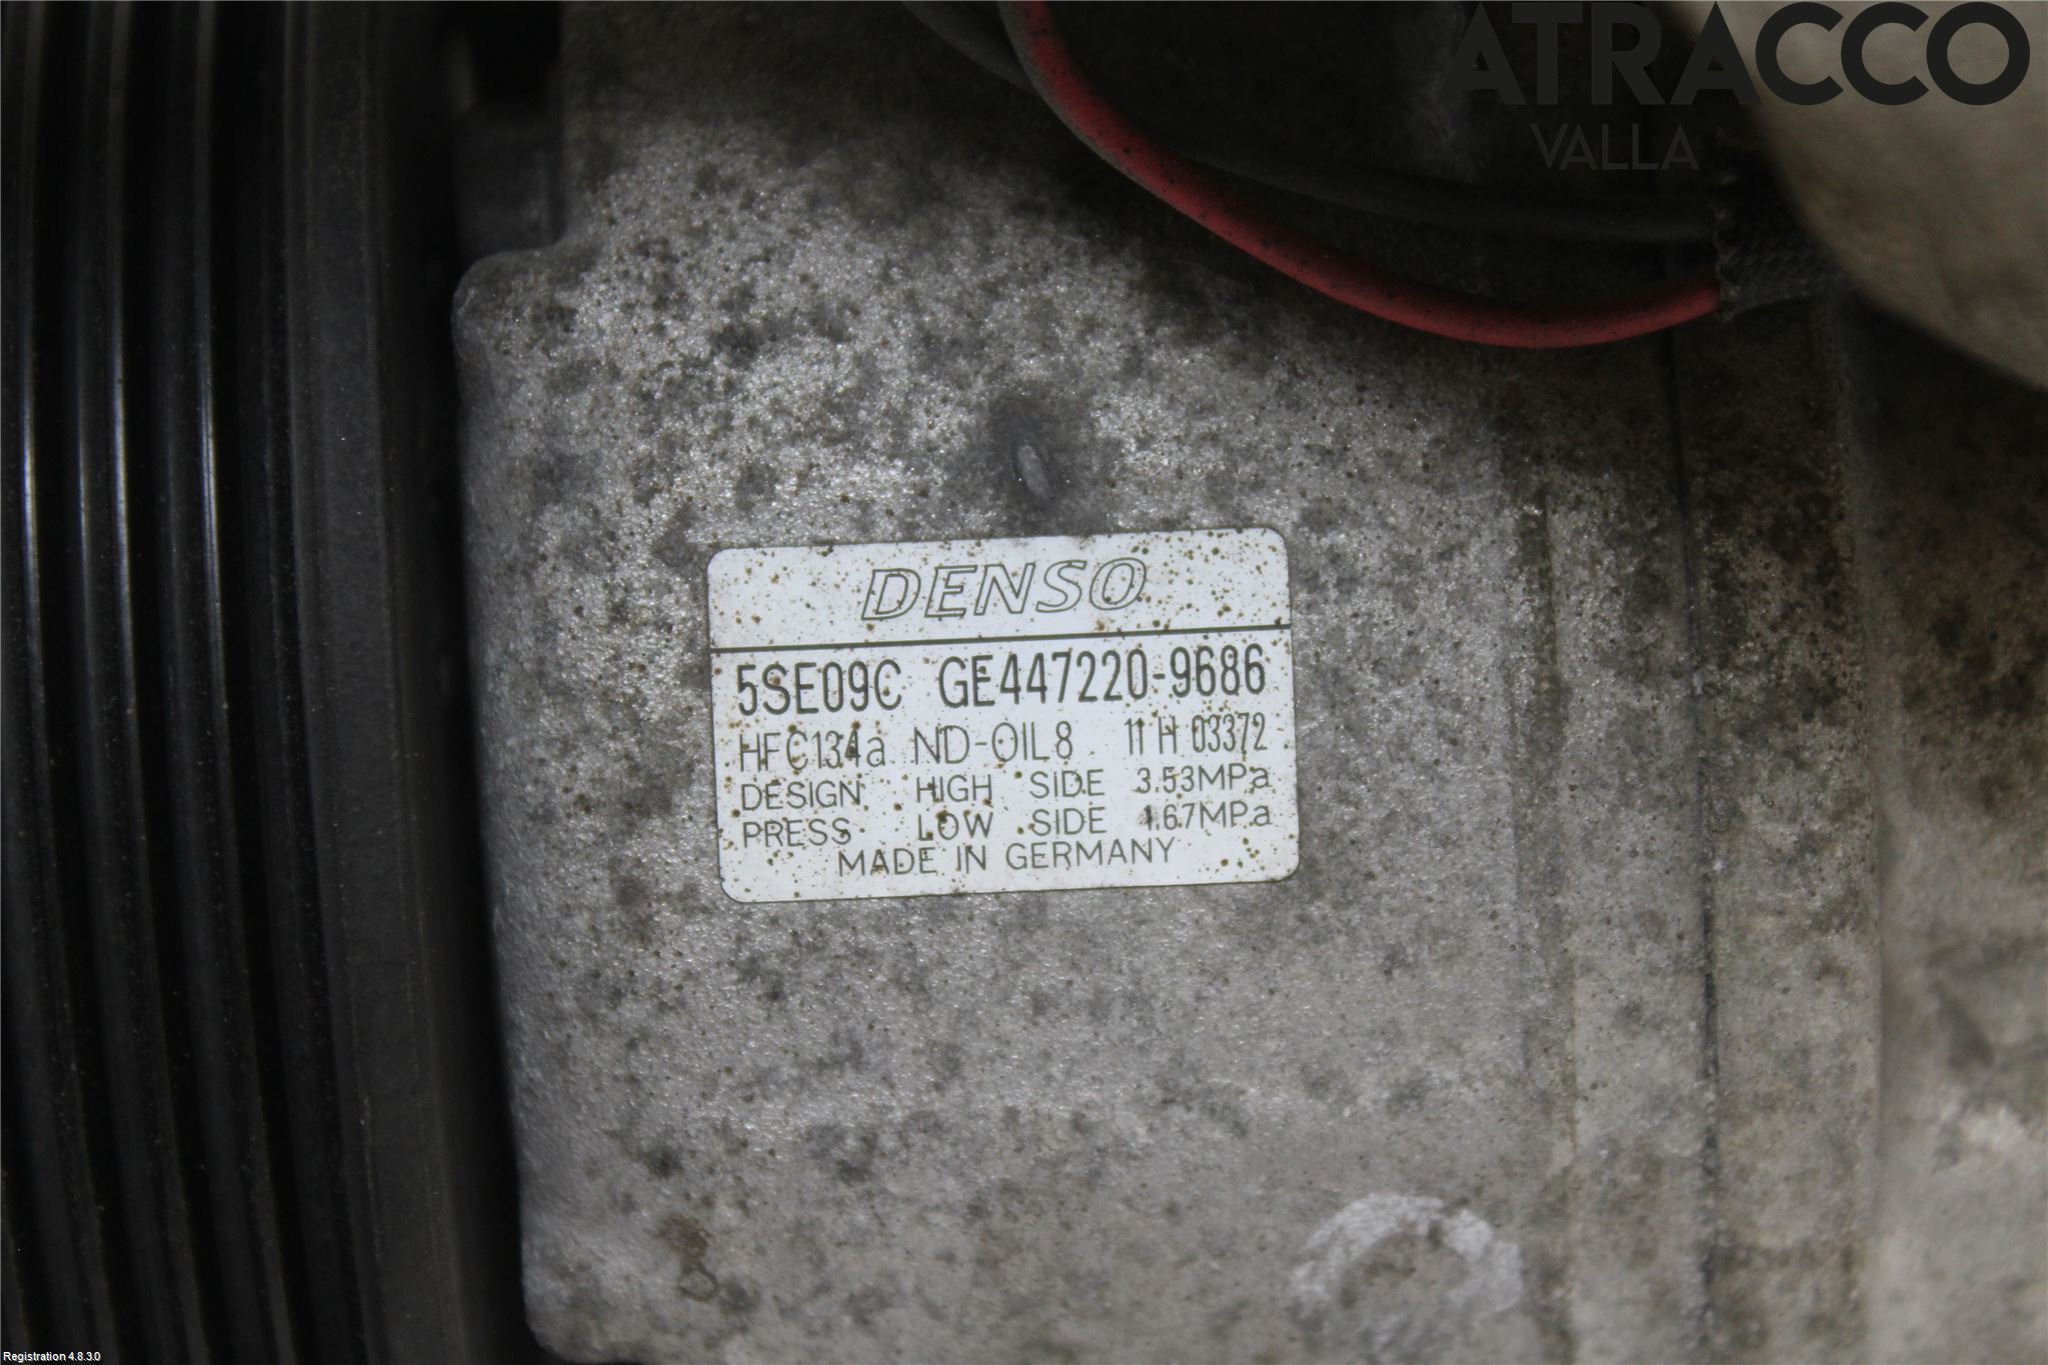 ATRACCO
VALLA
DENSO
5SE09C GE447220-9686
HFC134a ND-OIL8 11 H 03372
DESIGN HIGH SIDE 3.53MPa
PRESS LOW SIDE 1.67MPa
MADE IN GERMANY
Registration 4.8.3.0